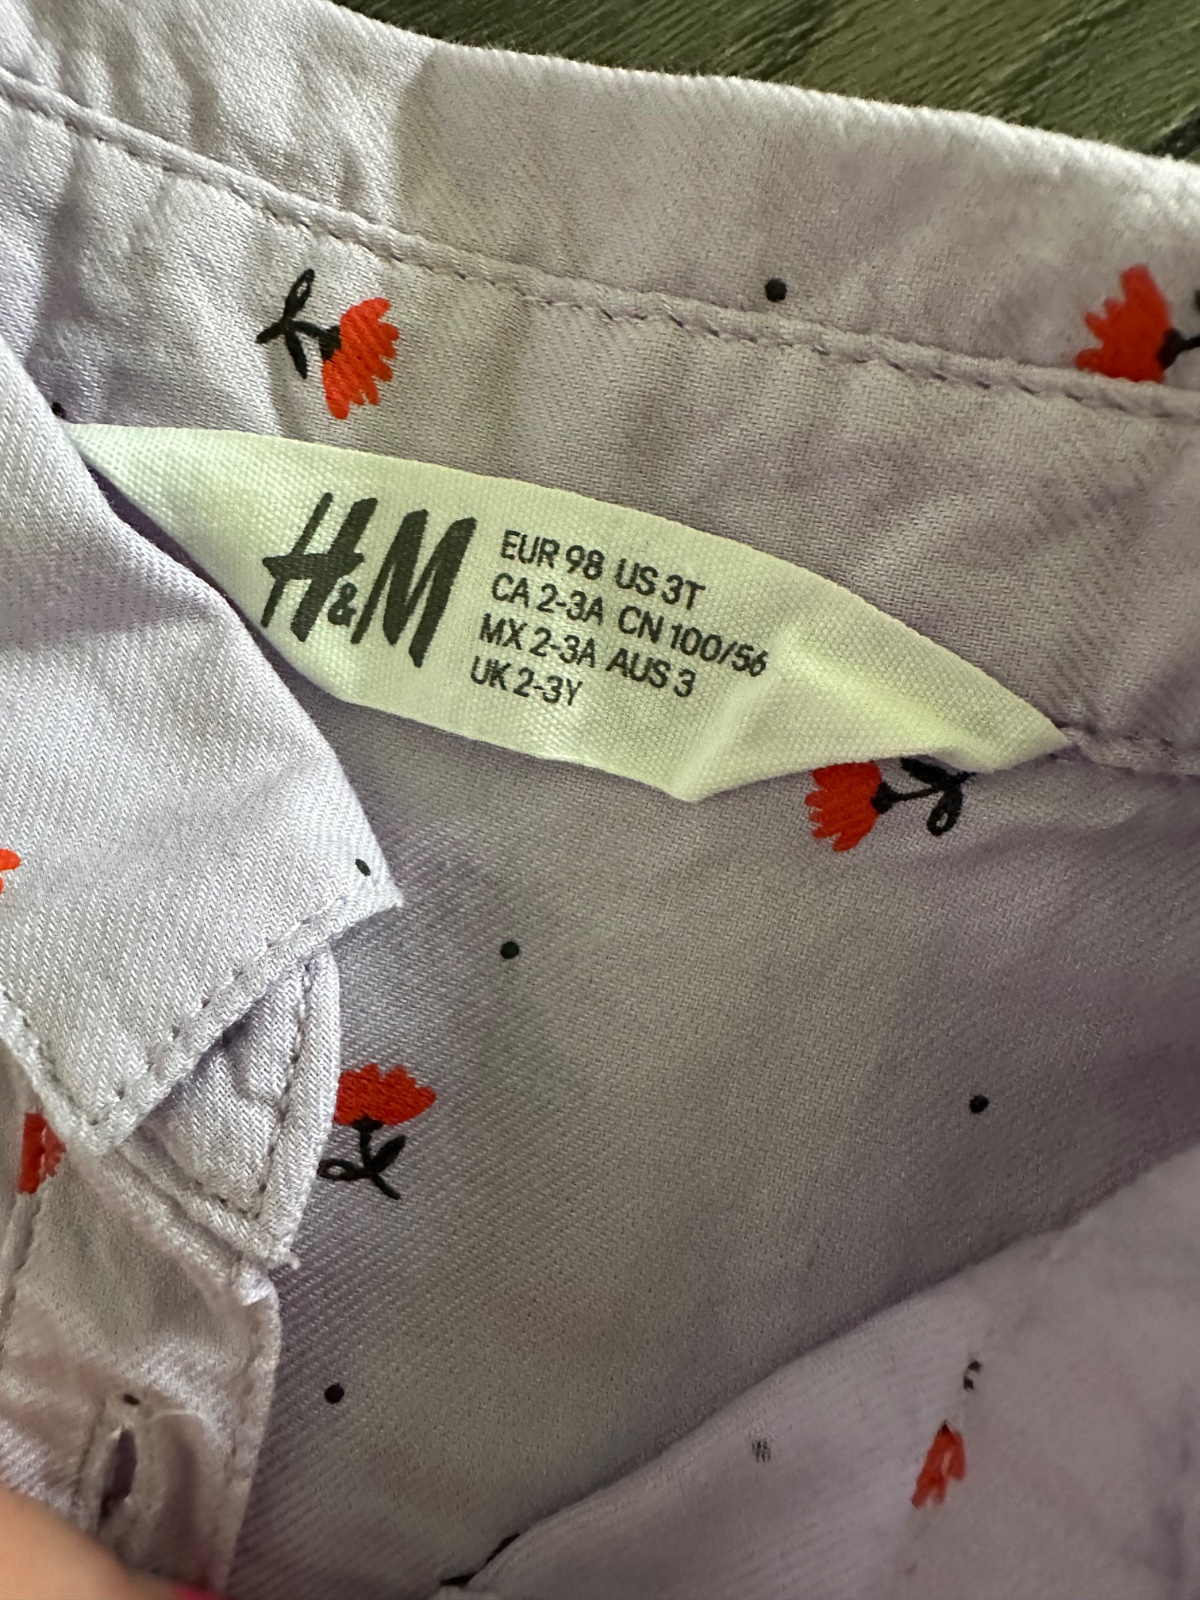 H&M
EUR 98 US 3T
CA 2-3A CN 100/56
MX 2-3A AUS 3
UK 2-3Y